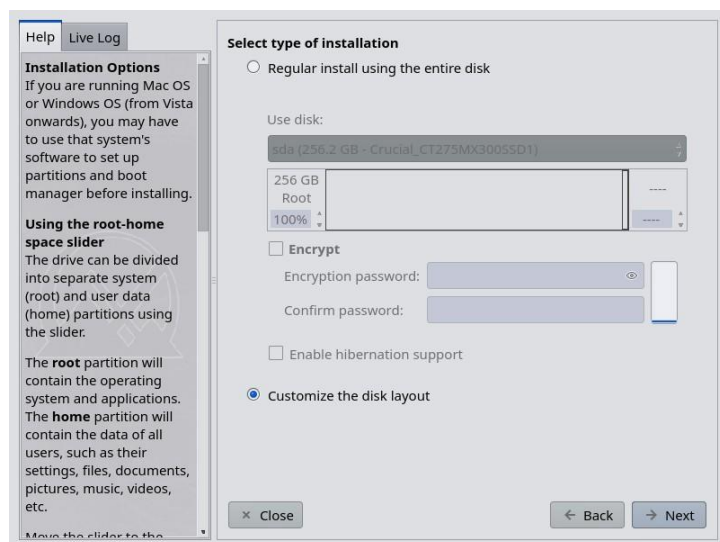 Help
Live Log
Installation Options
If you are running Mac OS
or Windows OS (from Vista
onwards), you may have
to use that system's
software to set up
partitions and boot
manager before installing.
Using the root-home
space slider
The drive can be divided
into separate system
(root) and user data
(home) partitions using
the slider.
The root partition will
contain the operating
system and applications.
The home partition will
contain the data of all
users, such as their
settings, files, documents,
pictures, music, videos,
etc.
Move the slider to the
Select type of installation
Regular install using the entire disk
Use disk:
sda (256.2 GB - Crucial_CT275MX300SSD1)
256 GB
Root
100%
----
----
Encrypt
Encryption password:
Confirm password:
Enable hibernation support
Customize the disk layout
Close
Back
Next